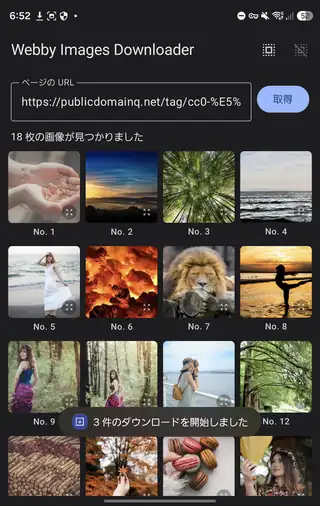 6:52
52
Webby Images Downloader
ページの URL
https://publicdomainq.net/tag/cc0-%E5%
取得
18 枚の画像が見つかりました
No. 1
No. 2
No. 3
No. 4
No. 5
No. 6
No. 7
No. 8
No. 9
No. 12
3 件のダウンロードを開始しました